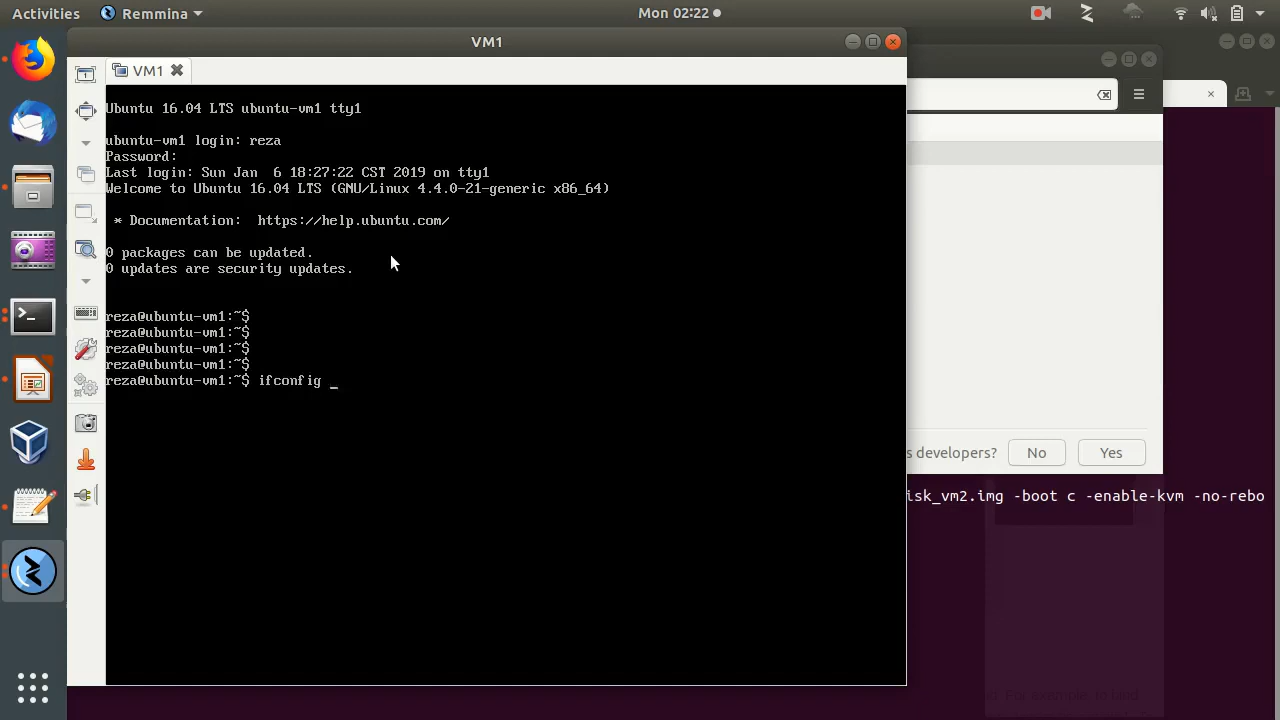 Activities
Remmina
Mon 02:22
VM1
VM1
Ubuntu 16.04 LTS ubuntu-vm1 tty1
ubuntu-vm1 login: reza
Password:
Last login: Sun Jan  6 18:27:22 CST 2019 on tty1
Welcome to Ubuntu 16.04 LTS (GNU/Linux 4.4.0-21-generic x86_64)
* Documentation:  https://help.ubuntu.com/
0 packages can be updated.
0 updates are security updates.
reza@ubuntu-vm1:~$
reza@ubuntu-vm1:~$
reza@ubuntu-vm1:~$
reza@ubuntu-vm1:~$
reza@ubuntu-vm1:~$ ifconfig _
s developers?
No
Yes
isk_vm2.img -boot c -enable-kvm -no-rebo
For example, to land